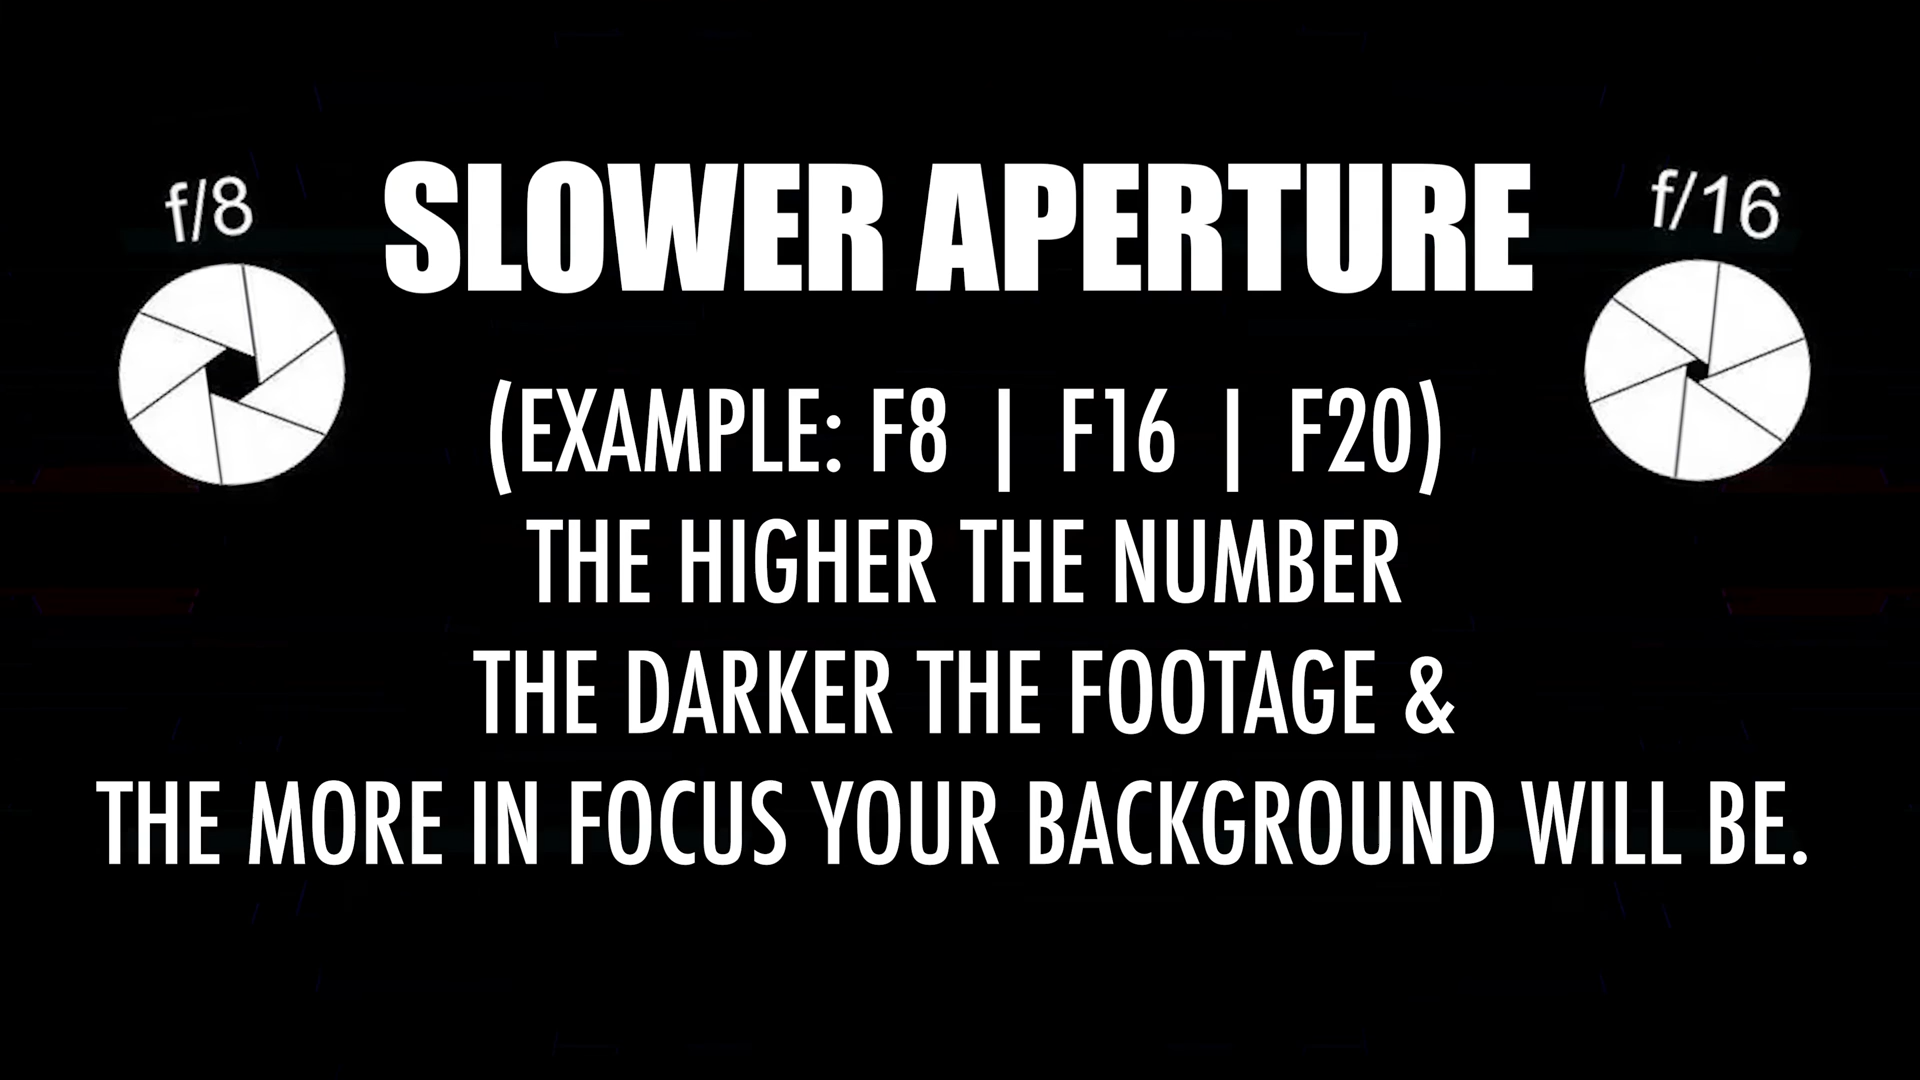 f/8
SLOWER APERTURE
f/16
(EXAMPLE: F8 | F16 | F20)
THE HIGHER THE NUMBER
THE DARKER THE FOOTAGE &
THE MORE IN FOCUS YOUR BACKGROUND WILL BE.